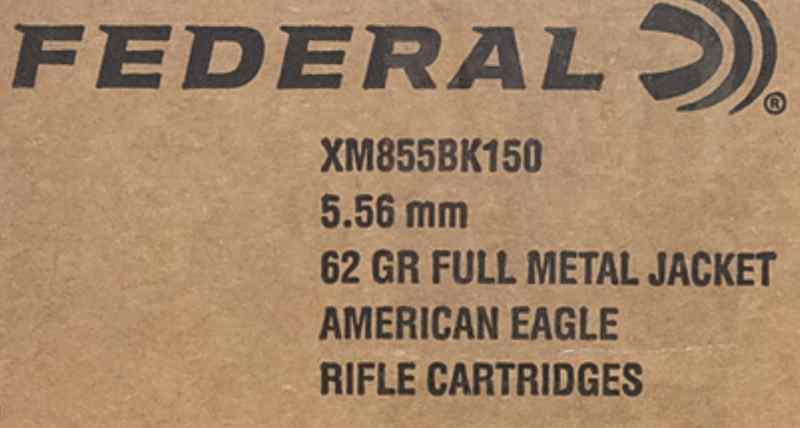 FEDERAL ®
XM855BK150
5.56 mm
62 GR FULL METAL JACKET
AMERICAN EAGLE
RIFLE CARTRIDGES